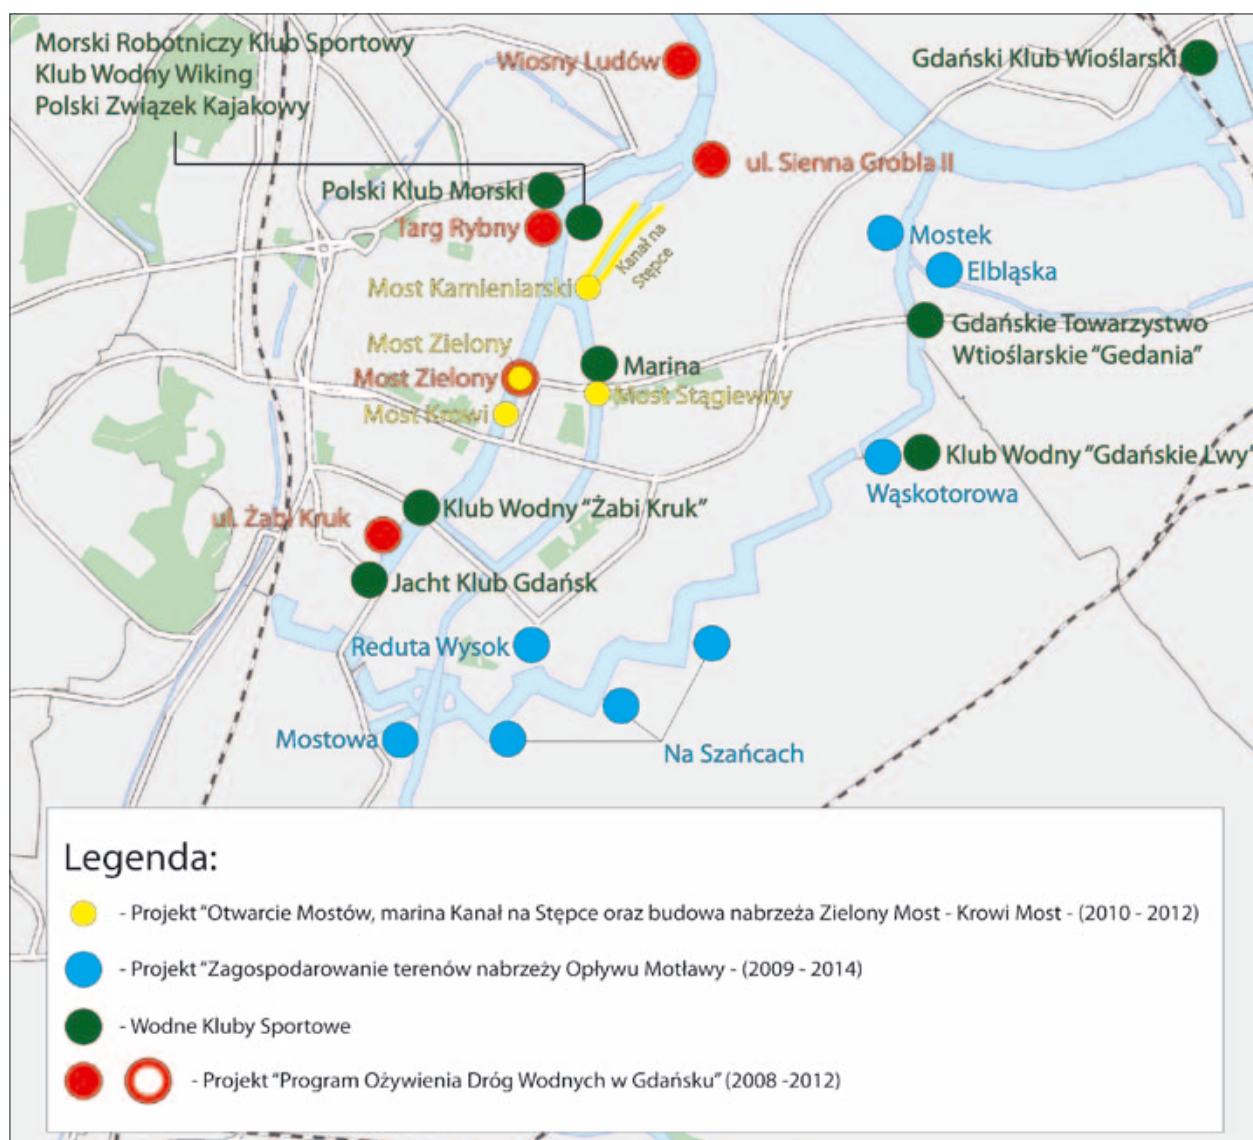 Morski Robotniczy Klub Sportowy
Klub Wodny Wiking
Polski Związek Kajakowy
Wiosny Ludów
Gdański Klub Wioślarski
ul. Sienna Grobla II
Polski Klub Morski
Targ Rybny
Kanał na
Stępce
Mostek
Elbląska
Most Kamieniarski
Gdańskie Towarzystwo
Wtioślarskie "Gedania"
Most Zielony
Marina
Most Zielony
Most Stągiewny
Most Krowi
Klub Wodny "Gdańskie Lwy"
Wąskotorowa
Klub Wodny "Żabi Kruk"
ul. Żabi Kruk
Jacht Klub Gdańsk
Reduta Wysok
Mostowa
Na Szańcach
Legenda:
- Projekt "Otwarcie Mostów, marina Kanał na Stępce oraz budowa nabrzeża Zielony Most - Krowi Most - (2010 - 2012)
- Projekt "Zagospodarowanie terenów nabrzeży Opływu Motławy - (2009 - 2014)
- Wodne Kluby Sportowe
- Projekt "Program Ożywienia Dróg Wodnych w Gdańsku" (2008 -2012)